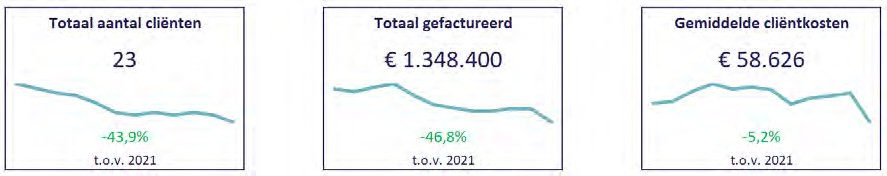 Totaal aantal cliënten
23
-43,9%
t.o.v. 2021
Totaal gefactureerd
€ 1.348.400
-46,8%
t.o.v. 2021
Gemiddelde cliëntkosten
€ 58.626
-5,2%
t.o.v. 2021